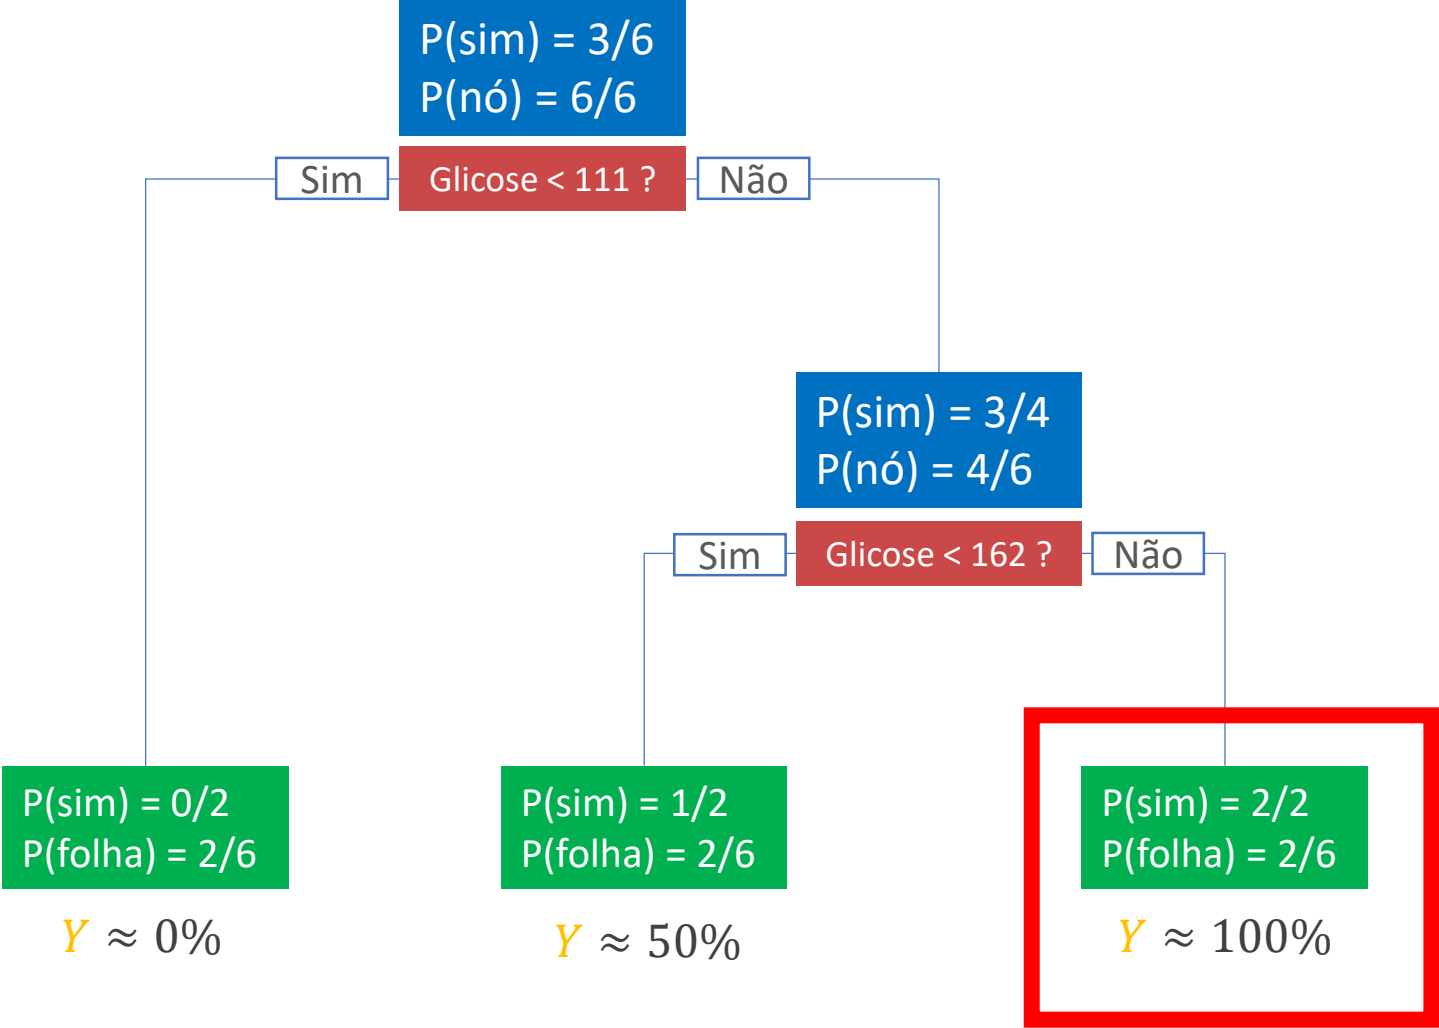 P(sim) = 3/6
P(nó) = 6/6
Sim
Glicose < 111 ?
Não
P(sim) = 3/4
P(nó) = 4/6
Sim
Glicose < 162 ?
Não
P(sim) = 0/2
P(folha) = 2/6
Y ≈ 0%
P(sim) = 1/2
P(folha) = 2/6
Y ≈ 50%
P(sim) = 2/2
P(folha) = 2/6
Y ≈ 100%